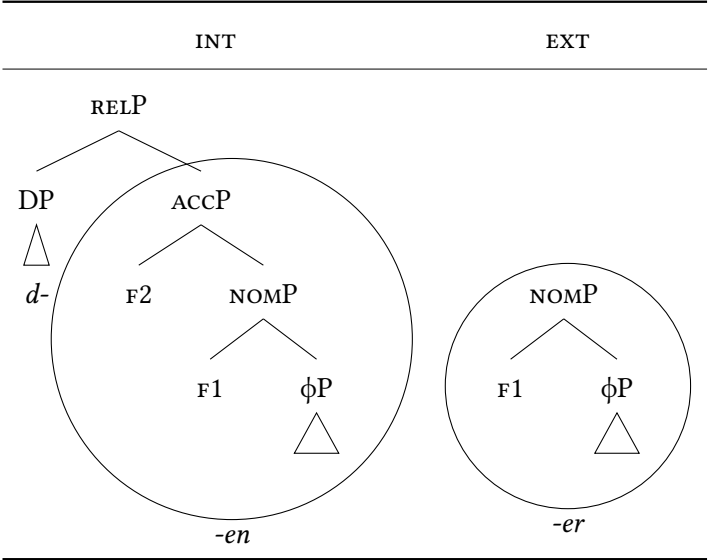 INT EXT
RELP
DP ACCP
d- F2 NOMP NOMP
F1 ϕP F1 ϕP
-en -er